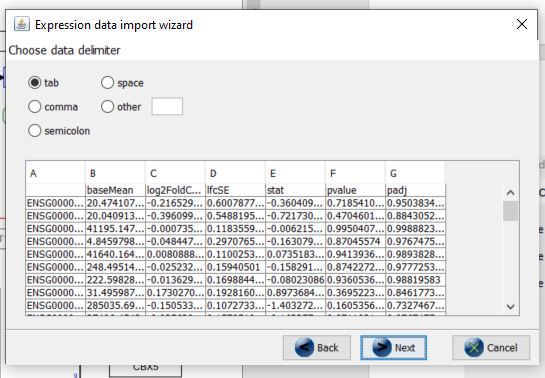 Expression data import wizard
Choose data delimiter
tab space
comma other
semicolon
A B C D E F G
baseMean log2FoldC... lfcSE stat pvalue padj
ENSG0000... 20.474107... -0.216529... 0.6007877... -0.360409... 0.7185410... 0.9503834...
ENSG0000... 20.040913... -0.396099... 0.5488195... -0.721730... 0.4704601... 0.8843052...
ENSG0000... 41195.147... -0.000735... 0.1183559... -0.006215... 0.9950407... 0.9988823...
ENSG0000... 4.8459798... -0.048447... 0.2970765... -0.163079... 0.87045574 0.9767475...
ENSG0000... 41640.164... 0.0080888... 0.1100253... 0.0735183... 0.9413936... 0.9893828...
ENSG0000... 248.49514... -0.025232... 0.15940501 -0.158291... 0.8742272... 0.9777253...
ENSG0000... 222.59828... -0.013629... 0.1698844... -0.08023086 0.9360536... 0.98819583
ENSG0000... 31.495987... 0.1730270... 0.1928160... 0.8973684... 0.3695223... 0.8461773...
ENSG0000... 285035.69... -0.150533... 0.1072733... -1.403272... 0.1605356... 0.7327467...
Back Next Cancel
CBX5